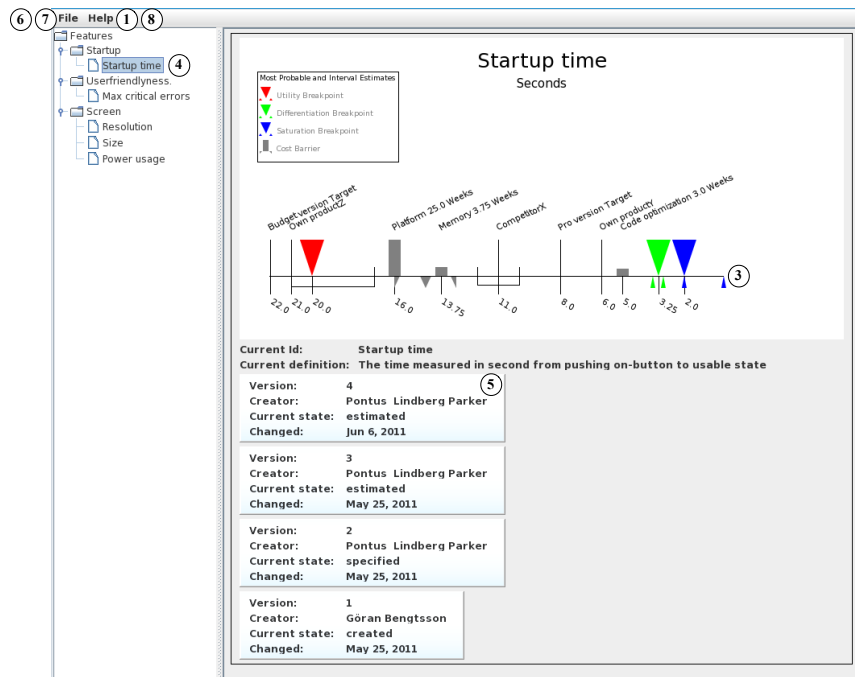 6 7 File Help 1 8
Features
Startup
Startup time 4
Userfriendlyness.
Max critical errors
Screen
Resolution
Size
Power usage
Startup time
Seconds
Most Probable and Interval Estimates
Utility Breakpoint
Differentiation Breakpoint
Saturation Breakpoint
Cost Barrier
Budget version Target
Own productZ
Platform 25.0 Weeks
Memory 3.75 Weeks
CompetitorX
Pro version Target
Own productY
Code optimization 3.0 Weeks
3
22.0 21.0 20.0 16.0 13.75 11.0 8.0 6.0 5.0 3.25 2.0
Current Id: Startup time
Current definition: The time measured in second from pushing on-button to usable state
Version: 4 5
Creator: Pontus Lindberg Parker
Current state: estimated
Changed: Jun 6, 2011
Version: 3
Creator: Pontus Lindberg Parker
Current state: estimated
Changed: May 25, 2011
Version: 2
Creator: Pontus Lindberg Parker
Current state: specified
Changed: May 25, 2011
Version: 1
Creator: Göran Bengtsson
Current state: created
Changed: May 25, 2011